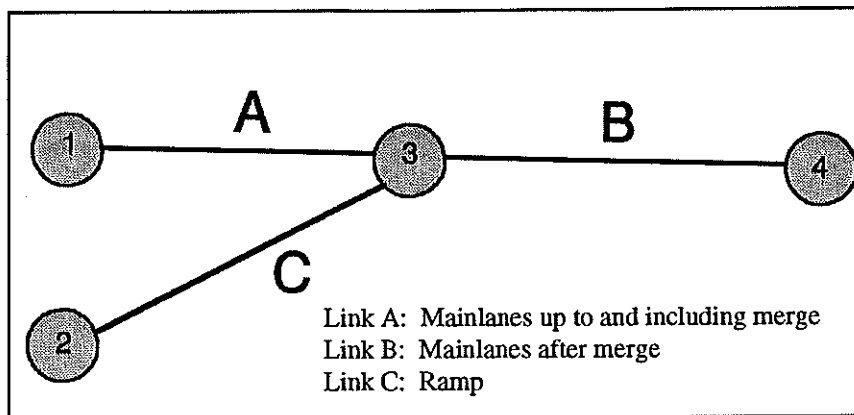 A
B
1
3
4
C
2
Link A: Mainlanes up to and including merge
Link B: Mainlanes after merge
Link C: Ramp